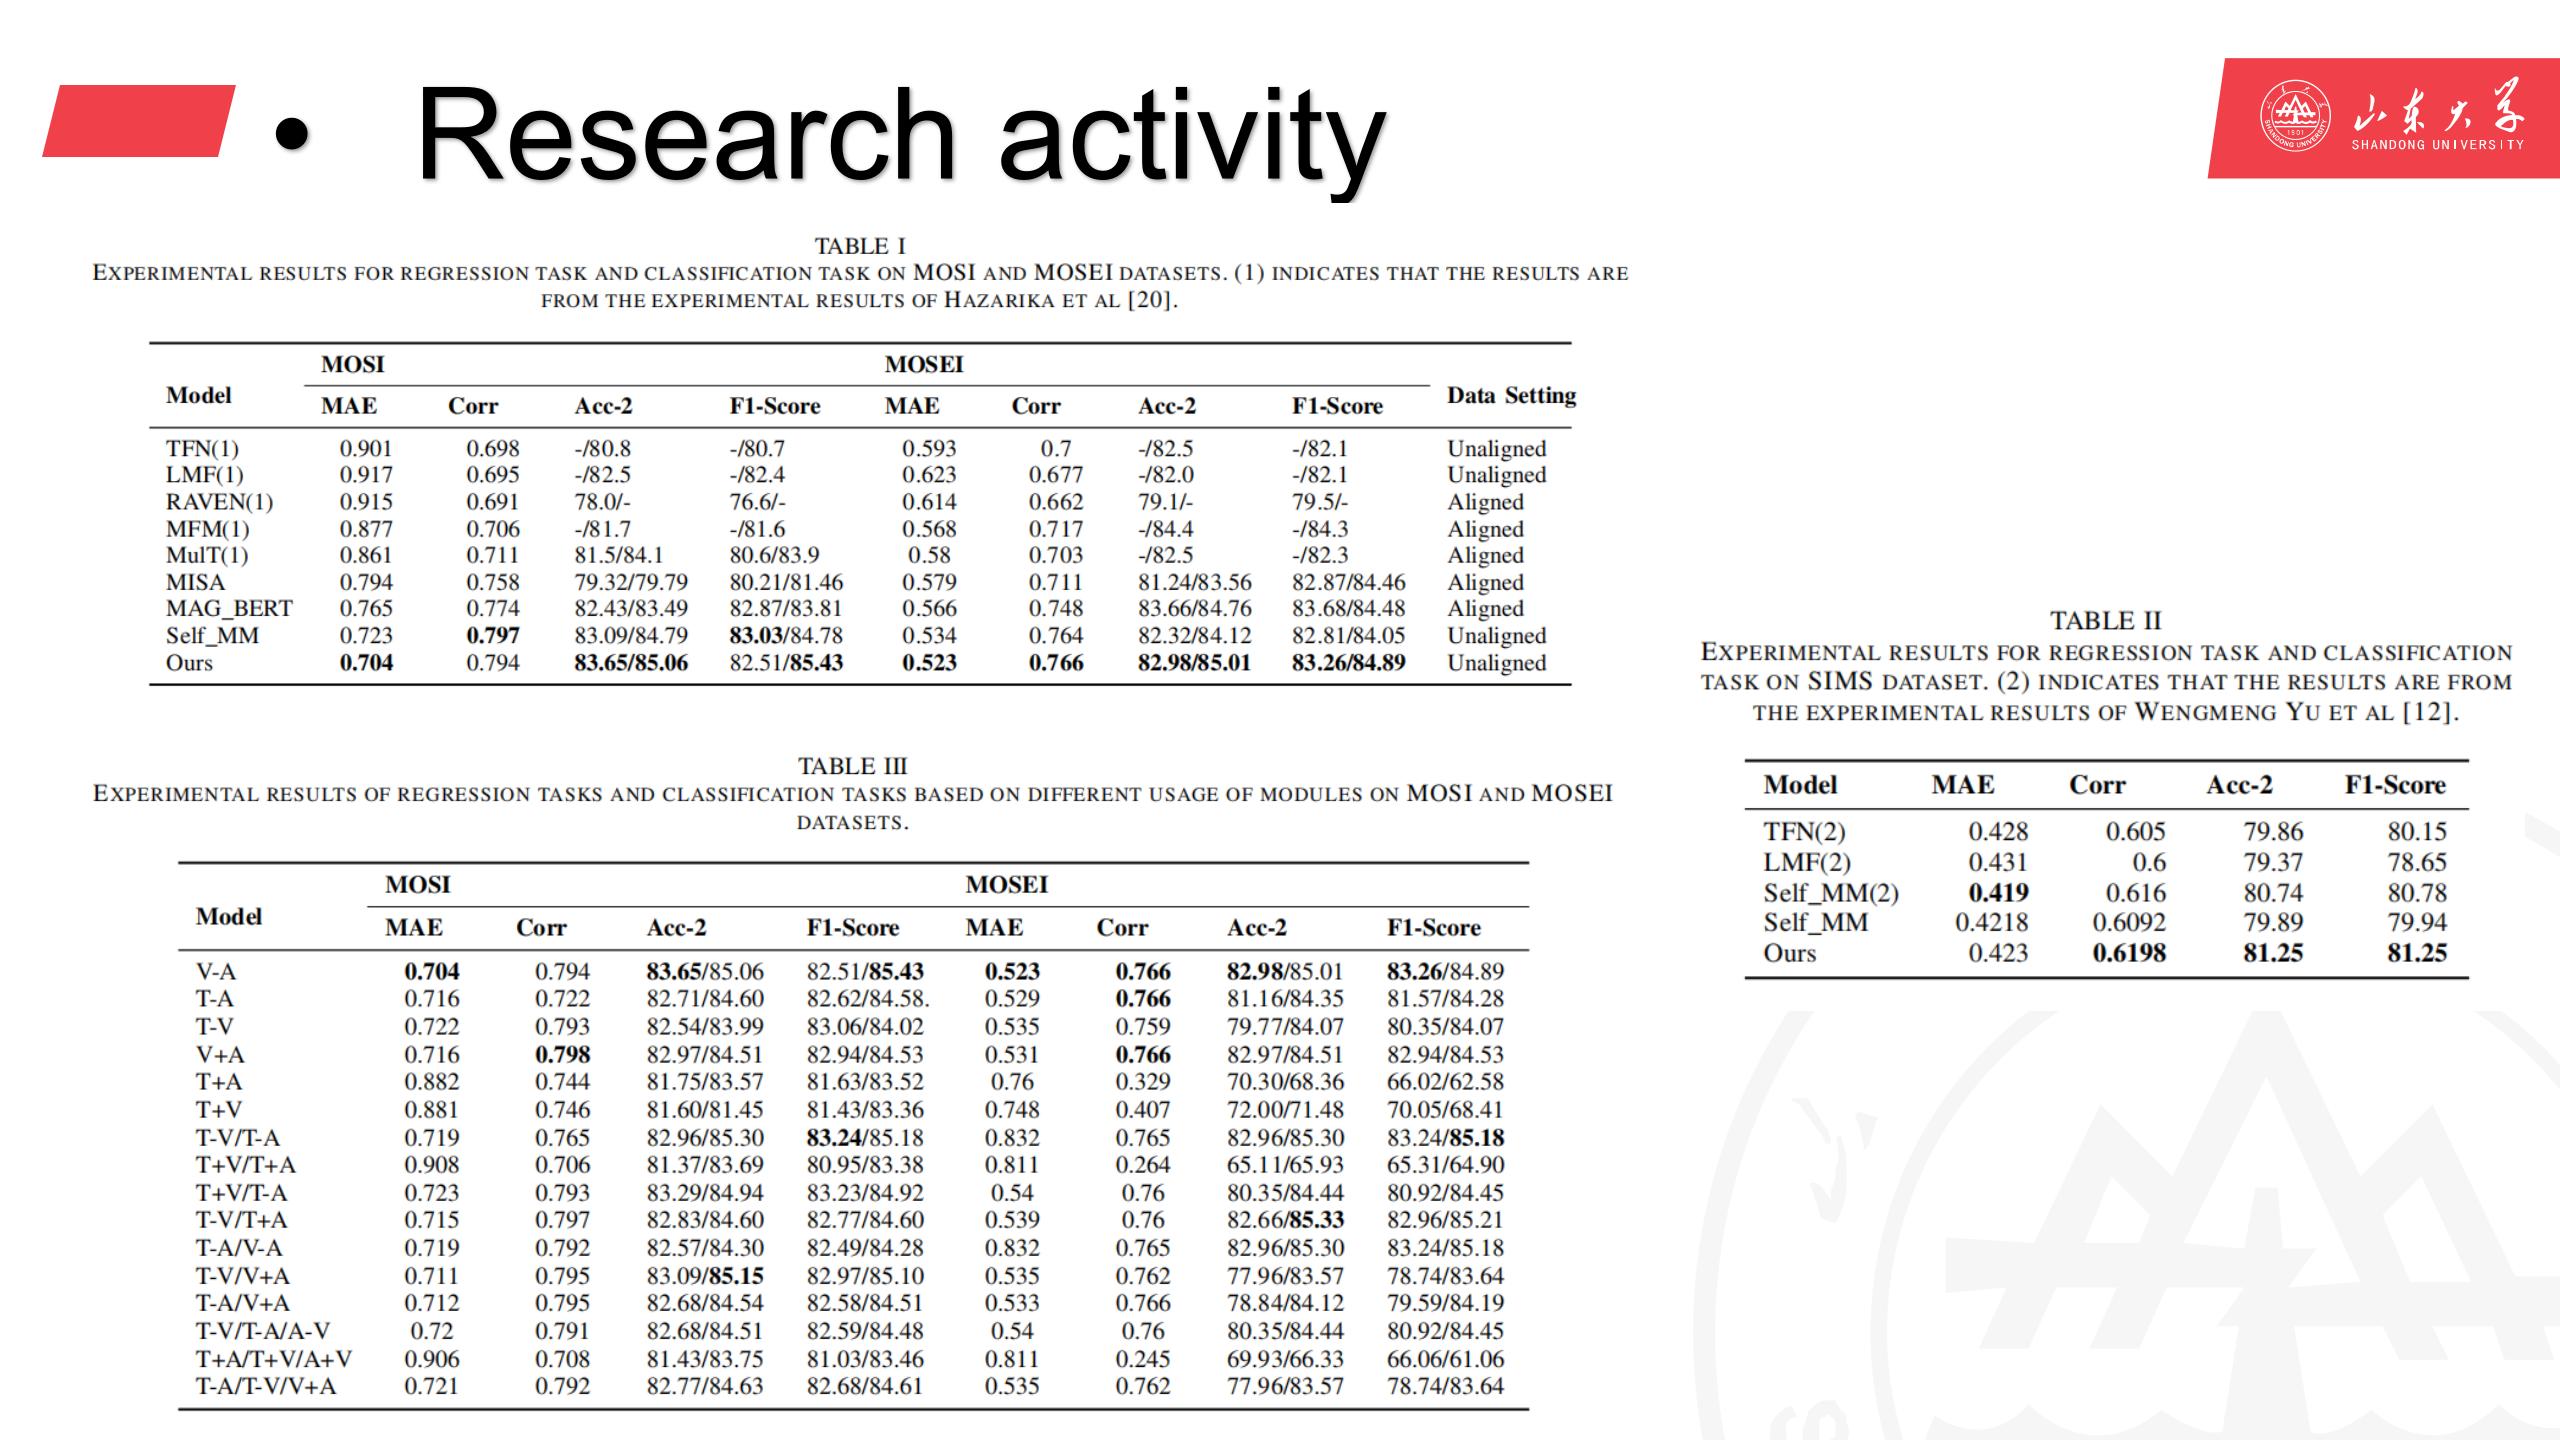 • Research activity
山东大学
SHANDONG UNIVERSITY
TABLE I
EXPERIMENTAL RESULTS FOR REGRESSION TASK AND CLASSIFICATION TASK ON MOSI AND MOSEI DATASETS. (1) INDICATES THAT THE RESULTS ARE
FROM THE EXPERIMENTAL RESULTS OF HAZARIKA ET AL [20].
MOSI MOSEI
Model Data Setting
MAE Corr Acc-2 F1-Score MAE Corr Acc-2 F1-Score
TFN(1) 0.901 0.698 -/80.8 -/80.7 0.593 0.7 -/82.5 -/82.1 Unaligned
LMF(1) 0.917 0.695 -/82.5 -/82.4 0.623 0.677 -/82.0 -/82.1 Unaligned
RAVEN(1) 0.915 0.691 78.0/- 76.6/- 0.614 0.662 79.1/- 79.5/- Aligned
MFM(1) 0.877 0.706 -/81.7 -/81.6 0.568 0.717 -/84.4 -/84.3 Aligned
MulT(1) 0.861 0.711 81.5/84.1 80.6/83.9 0.58 0.703 -/82.5 -/82.3 Aligned
MISA 0.794 0.758 79.32/79.79 80.21/81.46 0.579 0.711 81.24/83.56 82.87/84.46 Aligned
MAG_BERT 0.765 0.774 82.43/83.49 82.87/83.81 0.566 0.748 83.66/84.76 83.68/84.48 Aligned
Self_MM 0.723 0.797 83.09/84.79 83.03/84.78 0.534 0.764 82.32/84.12 82.81/84.05 Unaligned
Ours 0.704 0.794 83.65/85.06 82.51/85.43 0.523 0.766 82.98/85.01 83.26/84.89 Unaligned
TABLE II
EXPERIMENTAL RESULTS FOR REGRESSION TASK AND CLASSIFICATION
TASK ON SIMS DATASET. (2) INDICATES THAT THE RESULTS ARE FROM
THE EXPERIMENTAL RESULTS OF WENGMENG YU ET AL [12].
Model MAE Corr Acc-2 F1-Score
TFN(2) 0.428 0.605 79.86 80.15
LMF(2) 0.431 0.6 79.37 78.65
Self_MM(2) 0.419 0.616 80.74 80.78
Self_MM 0.4218 0.6092 79.89 79.94
Ours 0.423 0.6198 81.25 81.25
TABLE III
EXPERIMENTAL RESULTS OF REGRESSION TASKS AND CLASSIFICATION TASKS BASED ON DIFFERENT USAGE OF MODULES ON MOSI AND MOSEI
DATASETS.
MOSI MOSEI
Model
MAE Corr Acc-2 F1-Score MAE Corr Acc-2 F1-Score
V-A 0.704 0.794 83.65/85.06 82.51/85.43 0.523 0.766 82.98/85.01 83.26/84.89
T-A 0.716 0.722 82.71/84.60 82.62/84.58. 0.529 0.766 81.16/84.35 81.57/84.28
T-V 0.722 0.793 82.54/83.99 83.06/84.02 0.535 0.759 79.77/84.07 80.35/84.07
V+A 0.716 0.798 82.97/84.51 82.94/84.53 0.531 0.766 82.97/84.51 82.94/84.53
T+A 0.882 0.744 81.75/83.57 81.63/83.52 0.76 0.329 70.30/68.36 66.02/62.58
T+V 0.881 0.746 81.60/81.45 81.43/83.36 0.748 0.407 72.00/71.48 70.05/68.41
T-V/T-A 0.719 0.765 82.96/85.30 83.24/85.18 0.832 0.765 82.96/85.30 83.24/85.18
T+V/T+A 0.908 0.706 81.37/83.69 80.95/83.38 0.811 0.264 65.11/65.93 65.31/64.90
T+V/T-A 0.723 0.793 83.29/84.94 83.23/84.92 0.54 0.76 80.35/84.44 80.92/84.45
T-V/T+A 0.715 0.797 82.83/84.60 82.77/84.60 0.539 0.76 82.66/85.33 82.96/85.21
T-A/V-A 0.719 0.792 82.57/84.30 82.49/84.28 0.832 0.765 82.96/85.30 83.24/85.18
T-V/V+A 0.711 0.795 83.09/85.15 82.97/85.10 0.535 0.762 77.96/83.57 78.74/83.64
T-A/V+A 0.712 0.795 82.68/84.54 82.58/84.51 0.533 0.766 78.84/84.12 79.59/84.19
T-V/T-A/A-V 0.72 0.791 82.68/84.51 82.59/84.48 0.54 0.76 80.35/84.44 80.92/84.45
T+A/T+V/A+V 0.906 0.708 81.43/83.75 81.03/83.46 0.811 0.245 69.93/66.33 66.06/61.06
T-A/T-V/V+A 0.721 0.792 82.77/84.63 82.68/84.61 0.535 0.762 77.96/83.57 78.74/83.64